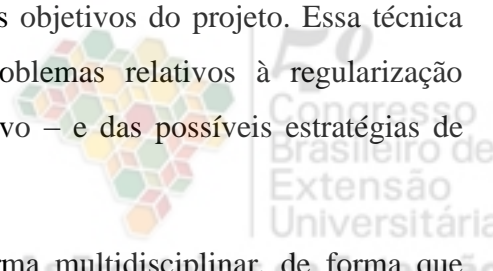 s objetivos do projeto. Essa técnica
oblemas relativos à regularização
vo – e das possíveis estratégias de
rma multidisciplinar, de forma que
5º
Congresso
Brasileiro de
Extensão
Universitária